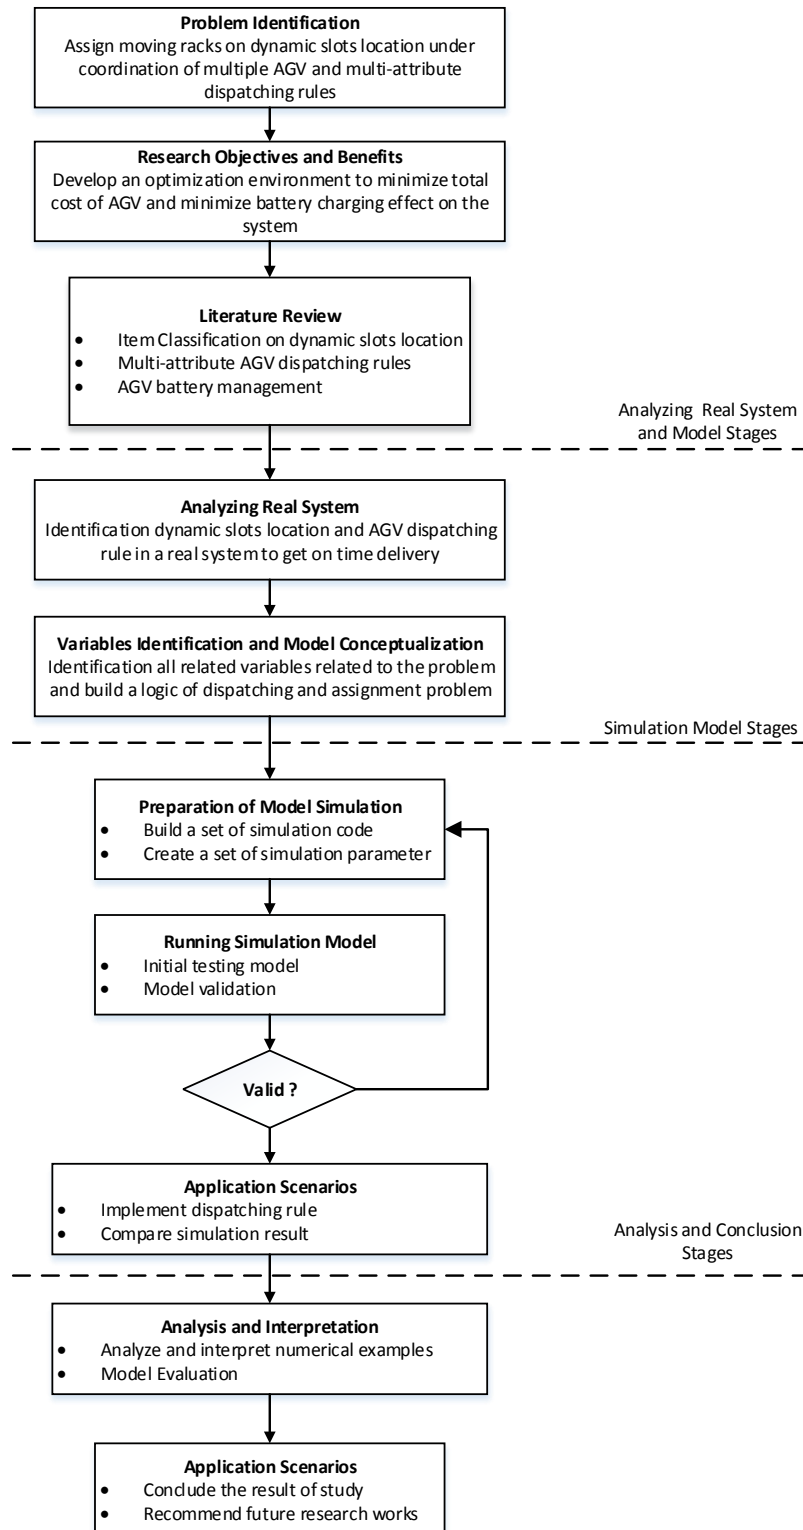 Problem Identification
Assign moving racks on dynamic slots location under
coordination of multiple AGV and multi-attribute
dispatching rules
Research Objectives and Benefits
Develop an optimization environment to minimize total
cost of AGV and minimize battery charging effect on the
system
Literature Review
• Item Classification on dynamic slots location
• Multi-attribute AGV dispatching rules
• AGV battery management
Analyzing Real System
and Model Stages
Analyzing Real System
Identification dynamic slots location and AGV dispatching
rule in a real system to get on time delivery
Variables Identification and Model Conceptualization
Identification all related variables related to the problem
and build a logic of dispatching and assignment problem
Simulation Model Stages
Preparation of Model Simulation
• Build a set of simulation code
• Create a set of simulation parameter
Running Simulation Model
• Initial testing model
• Model validation
Valid ?
Application Scenarios
• Implement dispatching rule
• Compare simulation result
Analysis and Conclusion
Stages
Analysis and Interpretation
• Analyze and interpret numerical examples
• Model Evaluation
Application Scenarios
• Conclude the result of study
• Recommend future research works